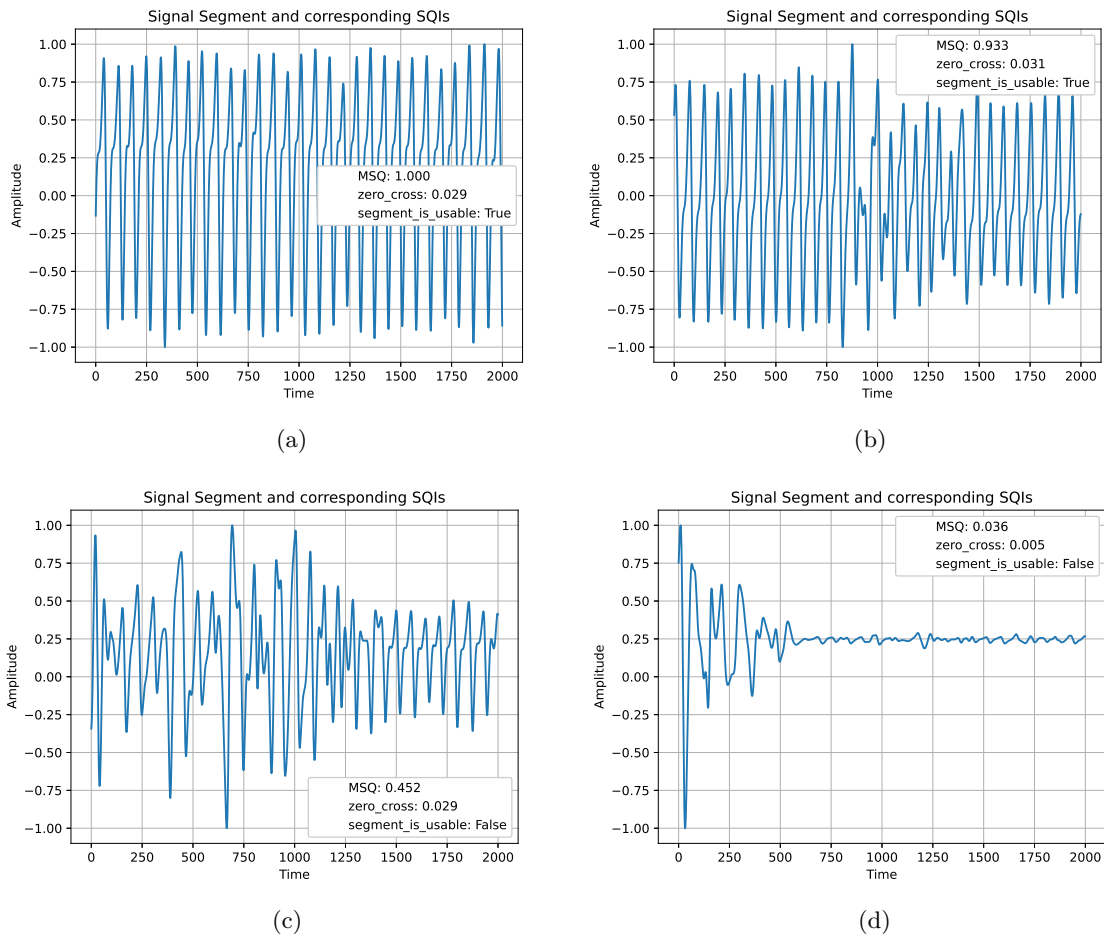 Signal Segment and corresponding SQIs
1.00
0.75
0.50
0.25
0.00
−0.25
−0.50
−0.75
−1.00
Amplitude
MSQ: 1.000
zero_cross: 0.029
segment_is_usable: True
0 250 500 750 1000 1250 1500 1750 2000
Time
(a)
Signal Segment and corresponding SQIs
1.00
0.75
0.50
0.25
0.00
−0.25
−0.50
−0.75
−1.00
Amplitude
MSQ: 0.933
zero_cross: 0.031
segment_is_usable: True
0 250 500 750 1000 1250 1500 1750 2000
Time
(b)
Signal Segment and corresponding SQIs
1.00
0.75
0.50
0.25
0.00
−0.25
−0.50
−0.75
−1.00
Amplitude
MSQ: 0.452
zero_cross: 0.029
segment_is_usable: False
0 250 500 750 1000 1250 1500 1750 2000
Time
(c)
Signal Segment and corresponding SQIs
1.00
0.75
0.50
0.25
0.00
−0.25
−0.50
−0.75
−1.00
Amplitude
MSQ: 0.036
zero_cross: 0.005
segment_is_usable: False
0 250 500 750 1000 1250 1500 1750 2000
Time
(d)